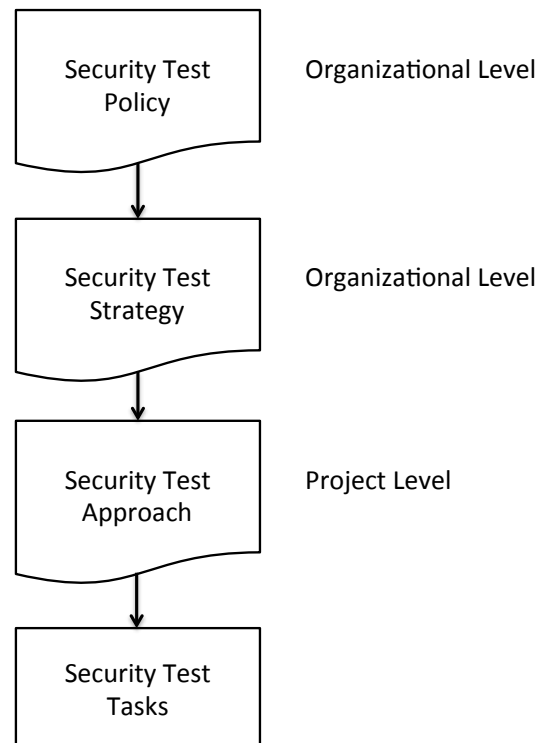 Security Test
Policy
Organizational Level
Security Test
Strategy
Organizational Level
Security Test
Approach
Project Level
Security Test
Tasks